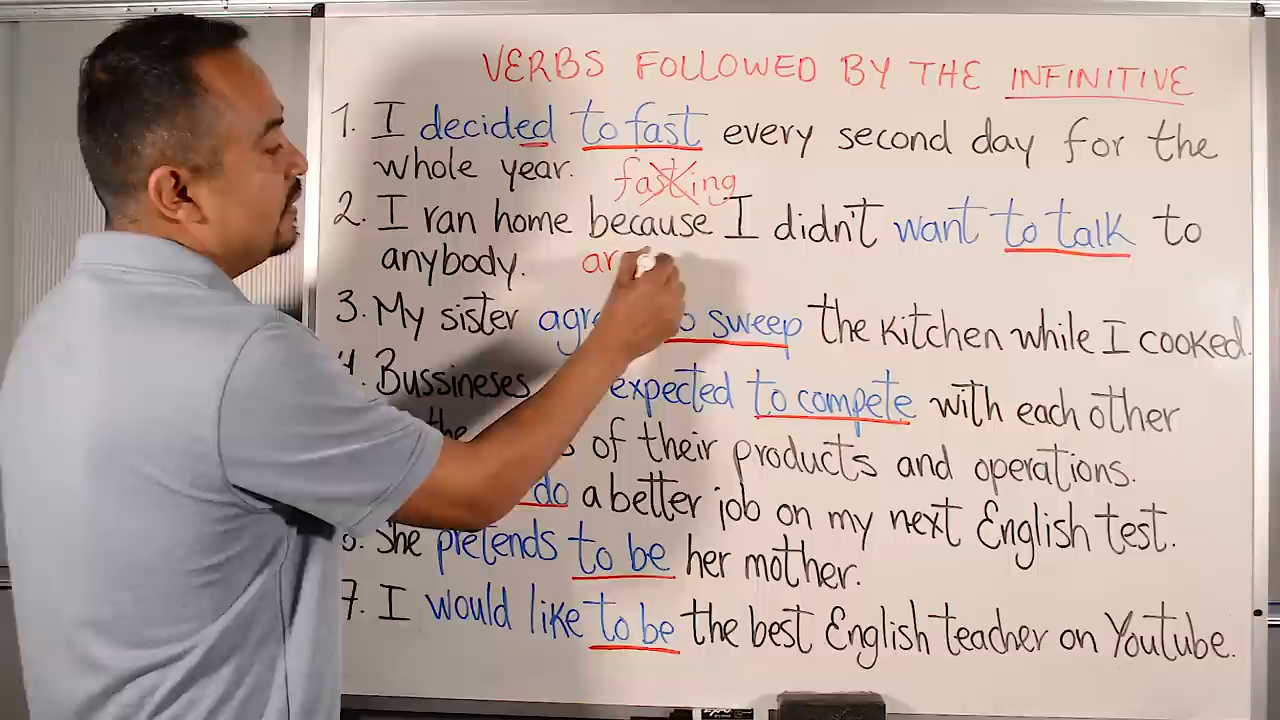 VERBS FOLLOWED BY THE INFINITIVE
1. I decided to fast every second day for the
whole year. fasting
2. I ran home because I didn't want to talk to
anybody. ar
3. My sister sweep the kitchen while I cooked.
4. Bussineses expected to compete with each other
the of their products and operations.
do a better job on my next English test.
She pretends to be her mother.
7. I would like to be the best English teacher on Youtube.
EXPO